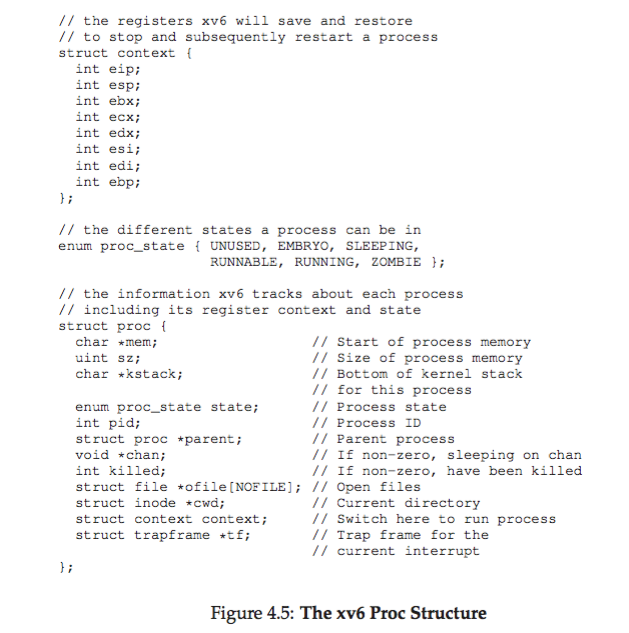 // the registers xv6 will save and restore
// to stop and subsequently restart a process
struct context {
  int eip;
  int esp;
  int ebx;
  int ecx;
  int edx;
  int esi;
  int edi;
  int ebp;
};

// the different states a process can be in
enum proc_state { UNUSED, EMBRYO, SLEEPING,
                  RUNNABLE, RUNNING, ZOMBIE };

// the information xv6 tracks about each process
// including its register context and state
struct proc {
  char *mem;                  // Start of process memory
  uint sz;                    // Size of process memory
  char *kstack;               // Bottom of kernel stack
                              // for this process
  enum proc_state state;      // Process state
  int pid;                    // Process ID
  struct proc *parent;        // Parent process
  void *chan;                 // If non-zero, sleeping on chan
  int killed;                 // If non-zero, have been killed
  struct file *ofile[NOFILE]; // Open files
  struct inode *cwd;          // Current directory
  struct context context;     // Switch here to run process
  struct trapframe *tf;       // Trap frame for the
                              // current interrupt
};

Figure 4.5: The xv6 Proc Structure